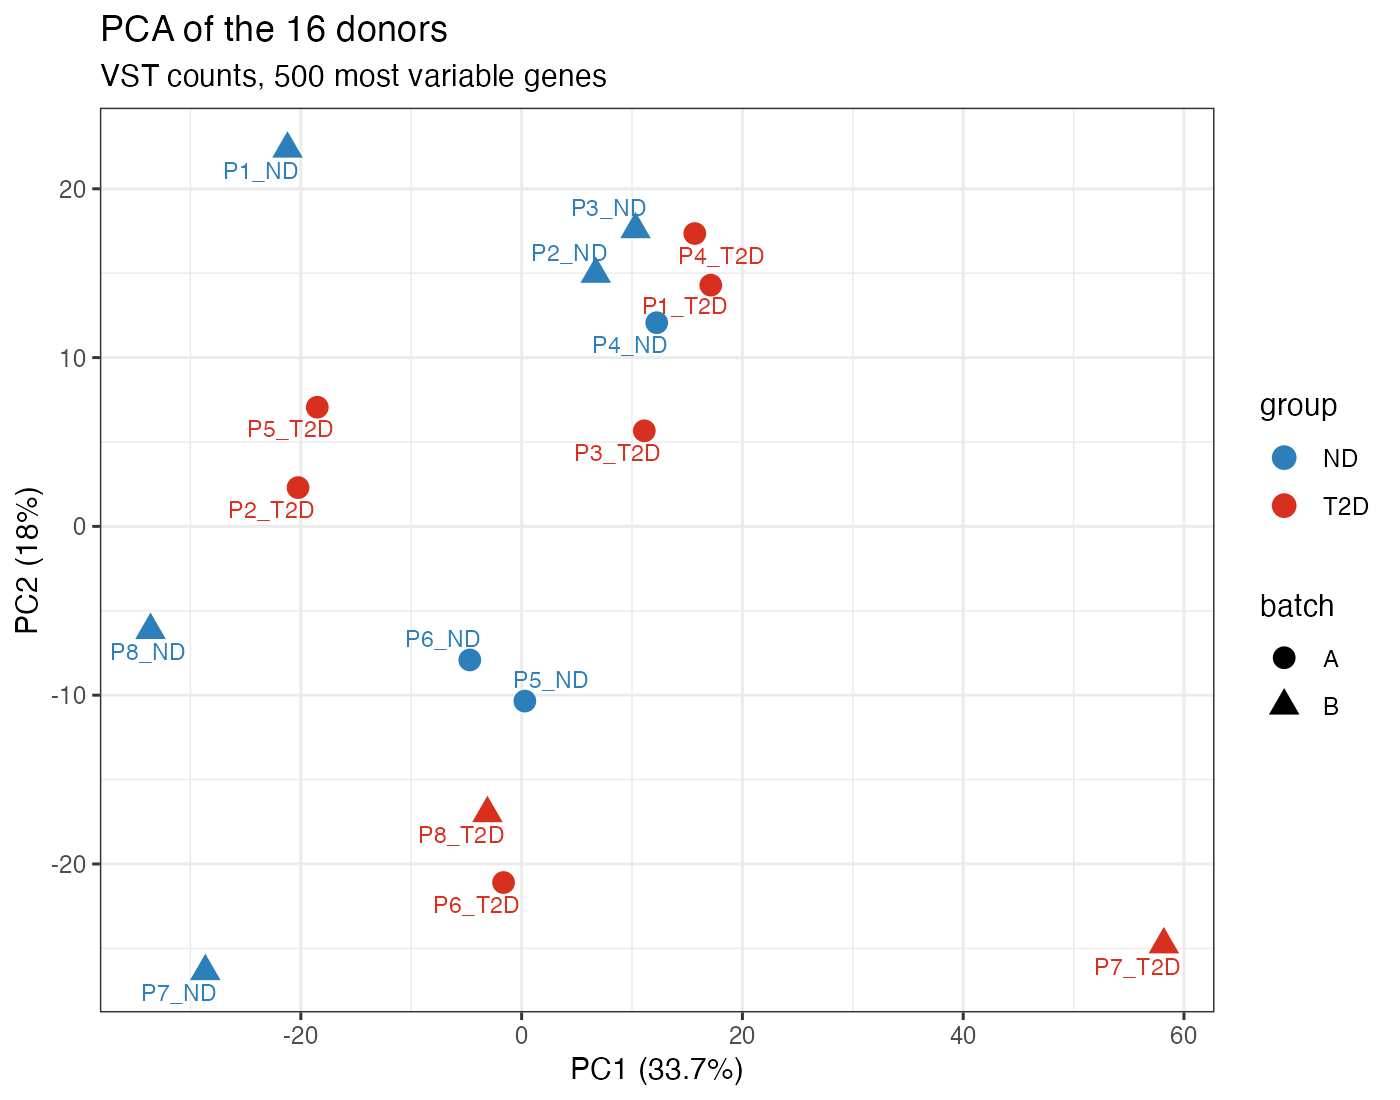 PCA of the 16 donors
VST counts, 500 most variable genes
P1_ND
P3_ND
P2_ND
P4_T2D
P1_T2D
P4_ND
P5_T2D
P3_T2D
P2_T2D
P6_ND
P8_ND
P5_ND
P8_T2D
P6_T2D
P7_T2D
P7_ND
20
10
0
-10
-20
PC2 (18%)
-20
0
20
40
60
PC1 (33.7%)
group
ND
T2D
batch
A
B